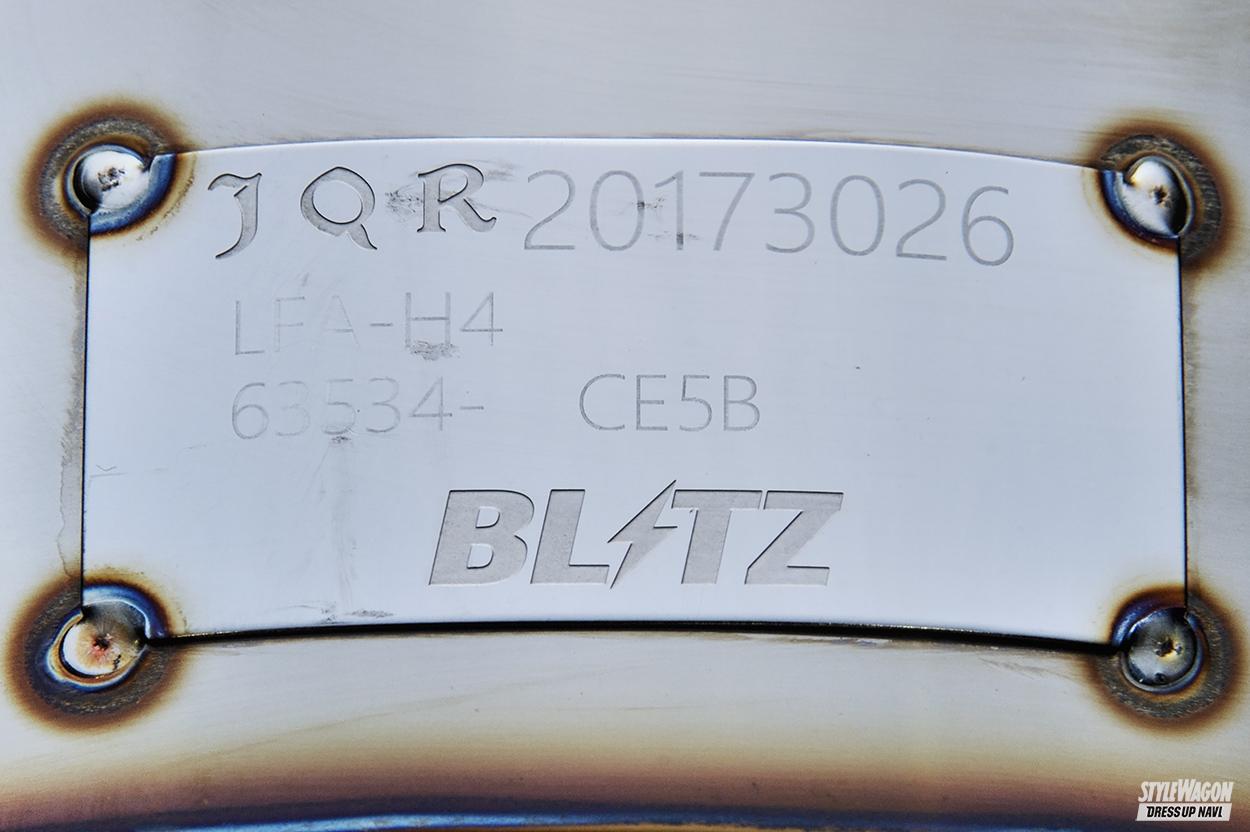 JQR 20173026
LFA-H4
63534- CE5B
BLITZ
STYLEWAGON
DRESSUP NAVI.